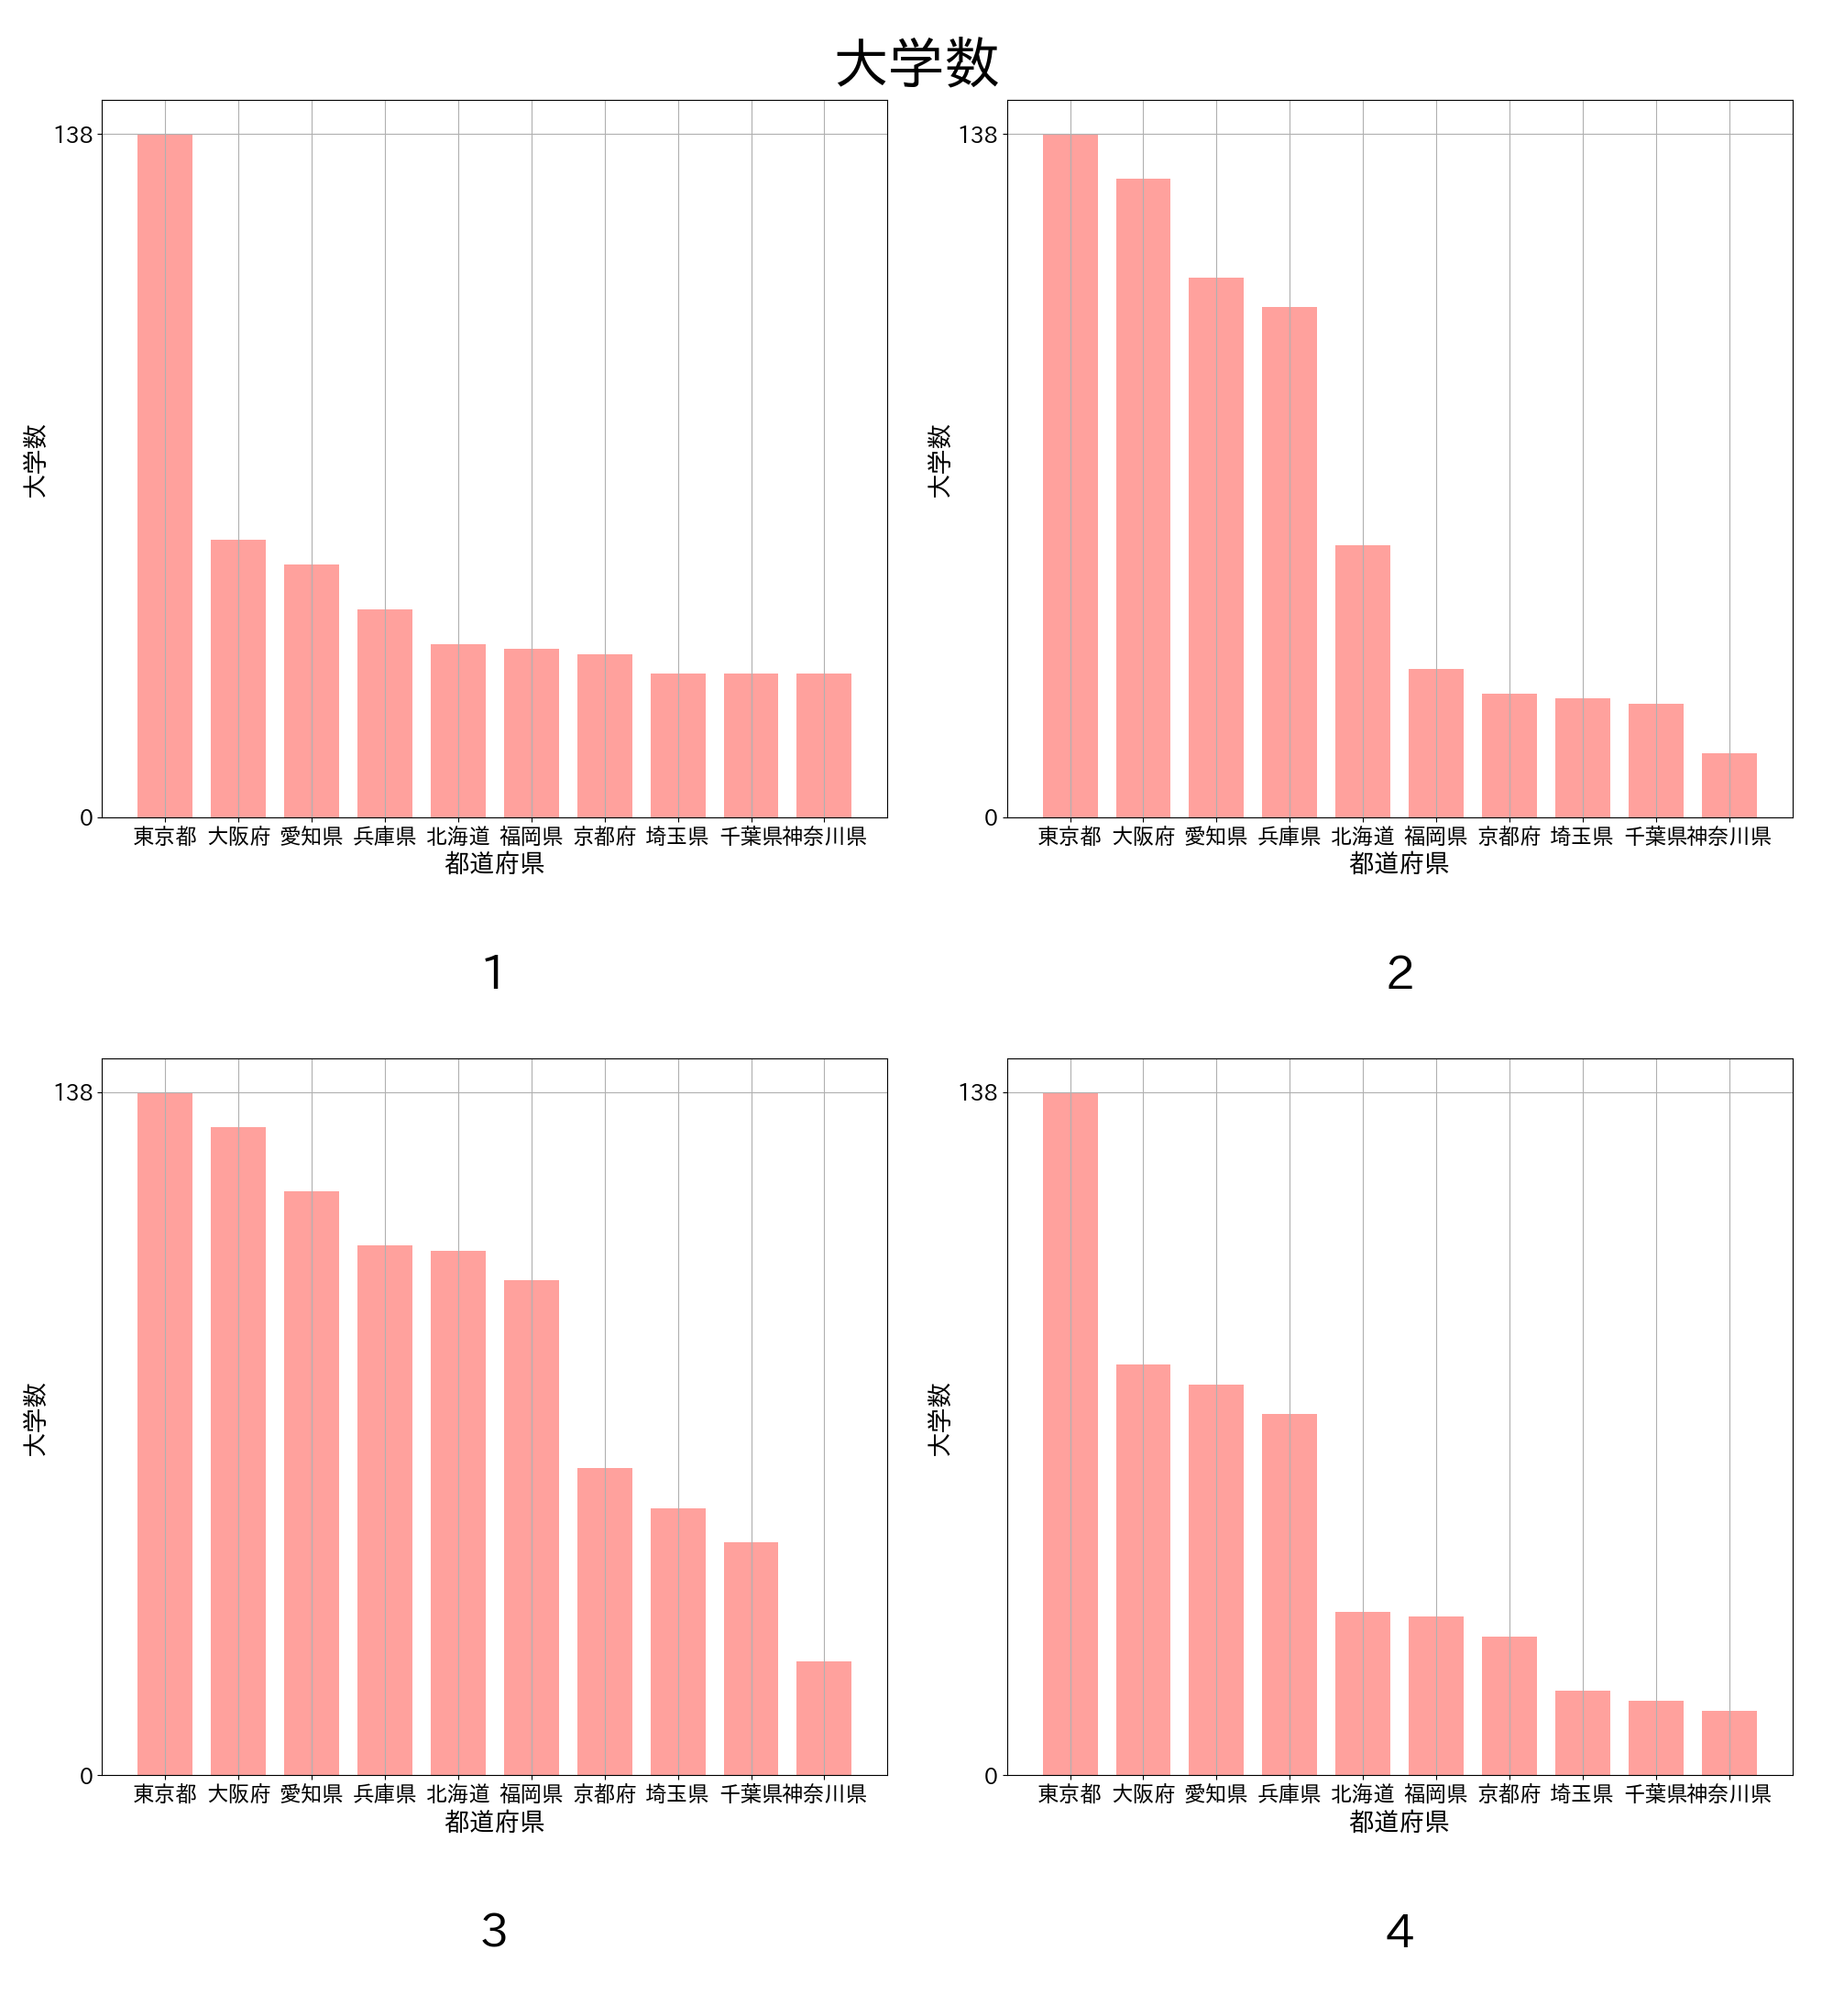 大学数
138
0
大学数
東京都 大阪府 愛知県 兵庫県 北海道 福岡県 京都府 埼玉県 千葉県 神奈川県
都道府県
1
138
0
大学数
東京都 大阪府 愛知県 兵庫県 北海道 福岡県 京都府 埼玉県 千葉県 神奈川県
都道府県
2
138
0
大学数
東京都 大阪府 愛知県 兵庫県 北海道 福岡県 京都府 埼玉県 千葉県 神奈川県
都道府県
3
138
0
大学数
東京都 大阪府 愛知県 兵庫県 北海道 福岡県 京都府 埼玉県 千葉県 神奈川県
都道府県
4